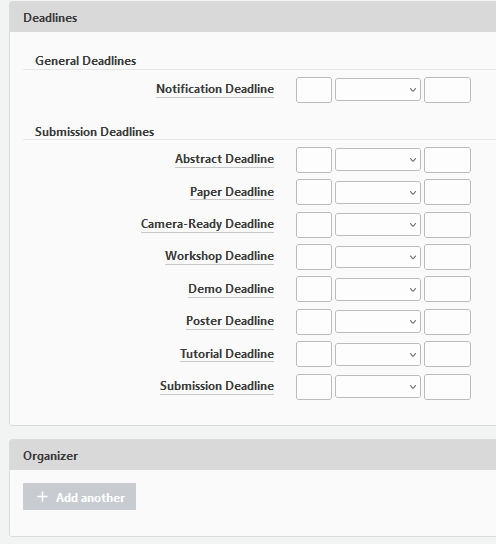 Deadlines
General Deadlines
Notification Deadline
Submission Deadlines
Abstract Deadline
Paper Deadline
Camera-Ready Deadline
Workshop Deadline
Demo Deadline
Poster Deadline
Tutorial Deadline
Submission Deadline
Organizer
+ Add another